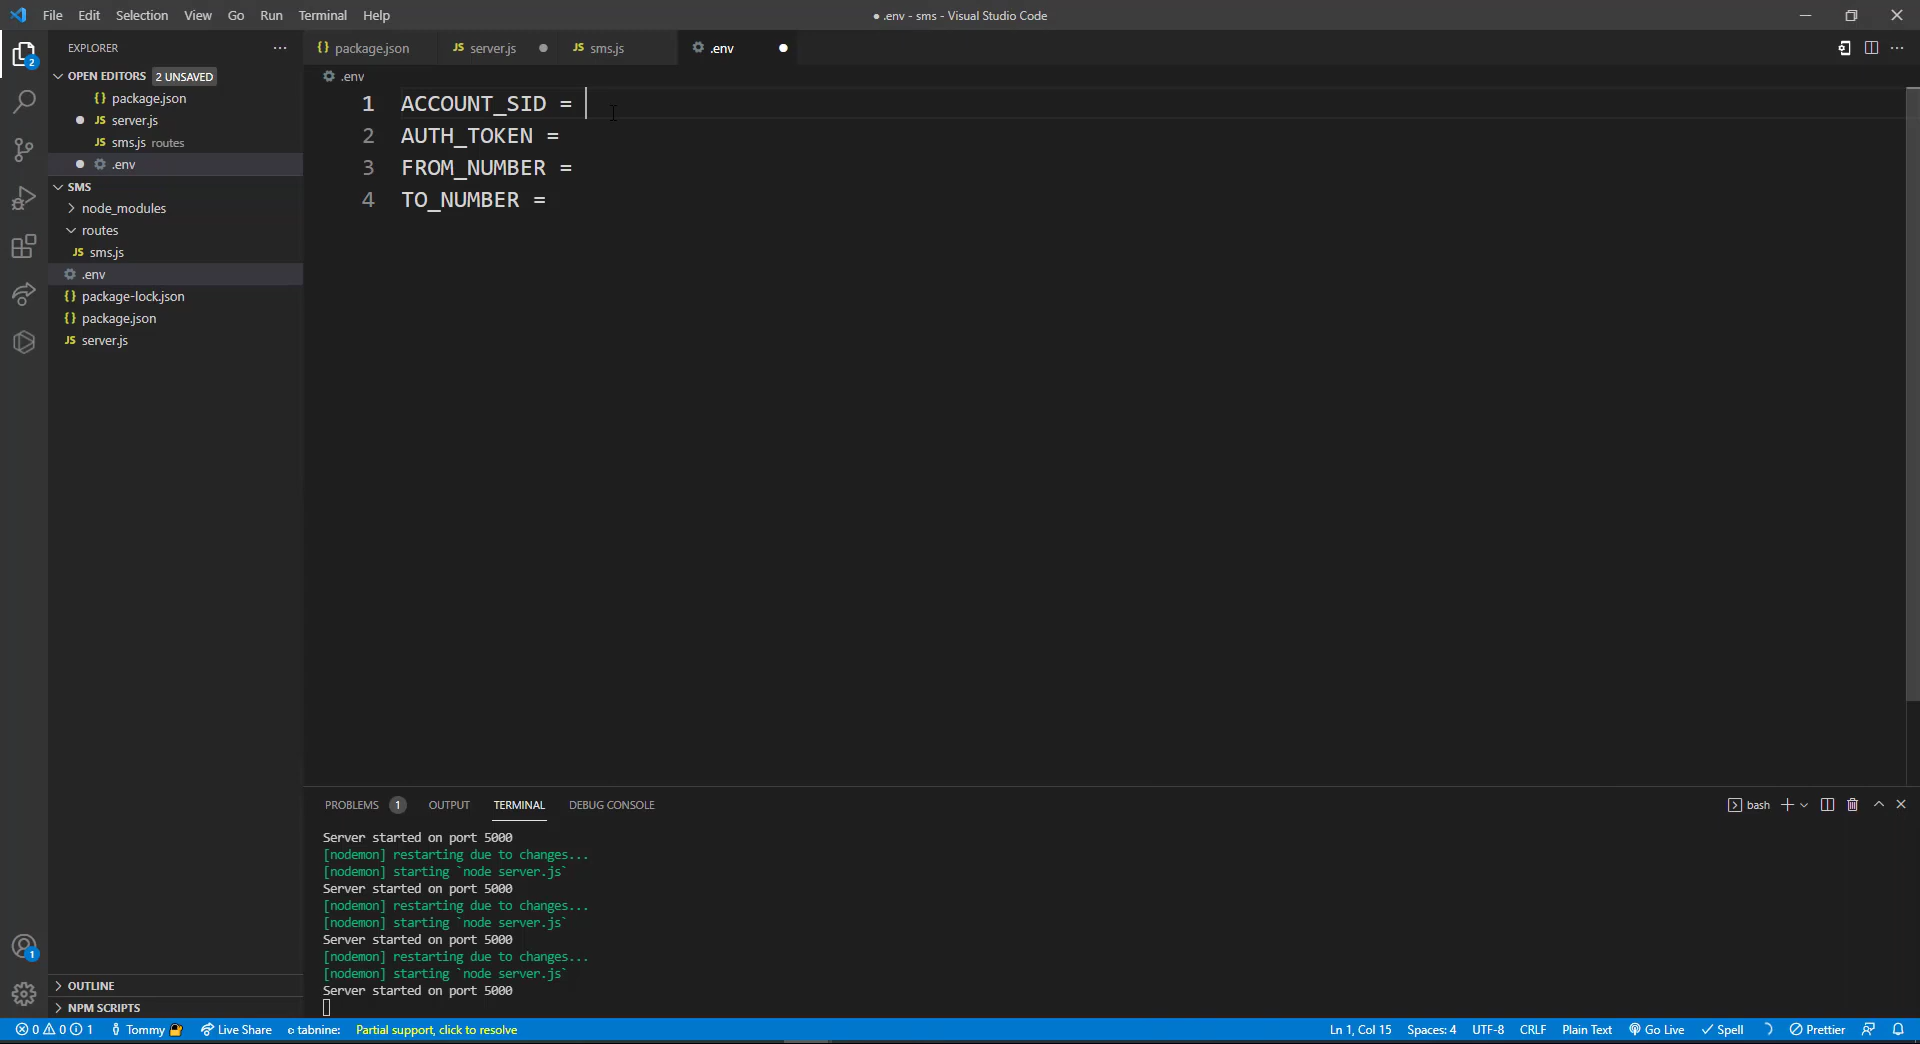 File Edit Selection View Go Run Terminal Help
● .env - sms - Visual Studio Code
EXPLORER
2
OPEN EDITORS 2 UNSAVED
{} package.json
JS server.js
JS sms.js routes
.env
SMS
node_modules
routes
JS sms.js
.env
{} package-lock.json
{} package.json
JS server.js
OUTLINE
NPM SCRIPTS
1
{} package.json
JS server.js
JS sms.js
.env
.env
1 ACCOUNT_SID =
2 AUTH_TOKEN =
3 FROM_NUMBER =
4 TO_NUMBER =
PROBLEMS 1 OUTPUT TERMINAL DEBUG CONSOLE
bash
Server started on port 5000
[nodemon] restarting due to changes...
[nodemon] starting `node server.js`
Server started on port 5000
[nodemon] restarting due to changes...
[nodemon] starting `node server.js`
Server started on port 5000
[nodemon] restarting due to changes...
[nodemon] starting `node server.js`
Server started on port 5000
0 0 1 Tommy Live Share tabnine: Partial support, click to resolve
Ln 1, Col 15 Spaces: 4 UTF-8 CRLF Plain Text Go Live Spell Prettier